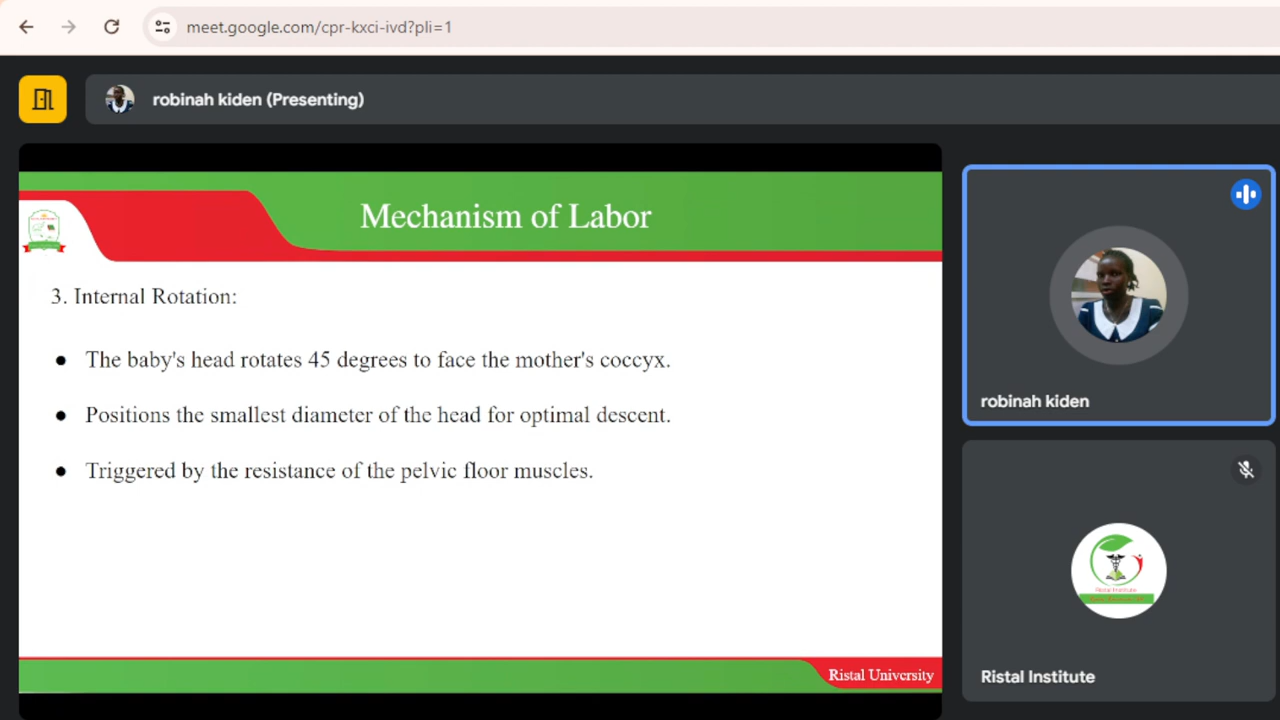 meet.google.com/cpr-kxci-ivd?pli=1
robinah kiden (Presenting)
Mechanism of Labor
3. Internal Rotation:
● The baby's head rotates 45 degrees to face the mother's coccyx.
● Positions the smallest diameter of the head for optimal descent.
● Triggered by the resistance of the pelvic floor muscles.
Ristal University
robinah kiden
Ristal Institute
Ristal Institute